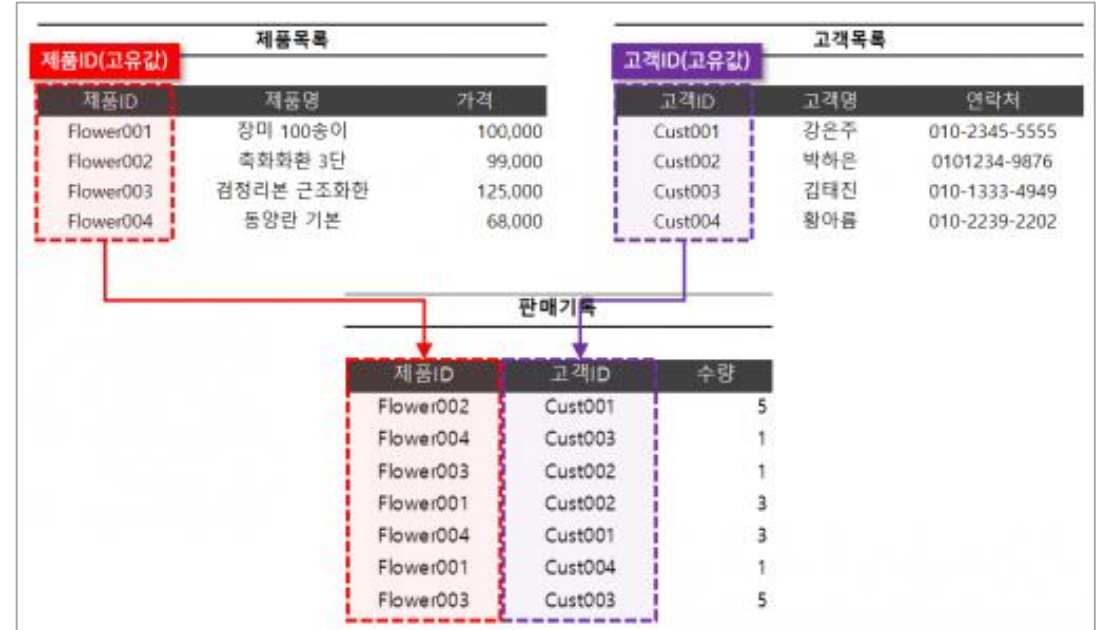 제품목록
제품ID(고유값)
제품ID 제품명 가격
Flower001 장미 100송이 100,000
Flower002 축화화환 3단 99,000
Flower003 검정리본 근조화환 125,000
Flower004 동양란 기본 68,000
고객목록
고객ID(고유값)
고객ID 고객명 연락처
Cust001 강은주 010-2345-5555
Cust002 박하은 0101234-9876
Cust003 김태진 010-1333-4949
Cust004 황아름 010-2239-2202
판매기록
제품ID 고객ID 수량
Flower002 Cust001 5
Flower004 Cust003 1
Flower003 Cust002 1
Flower001 Cust002 3
Flower004 Cust001 3
Flower001 Cust004 1
Flower003 Cust003 5